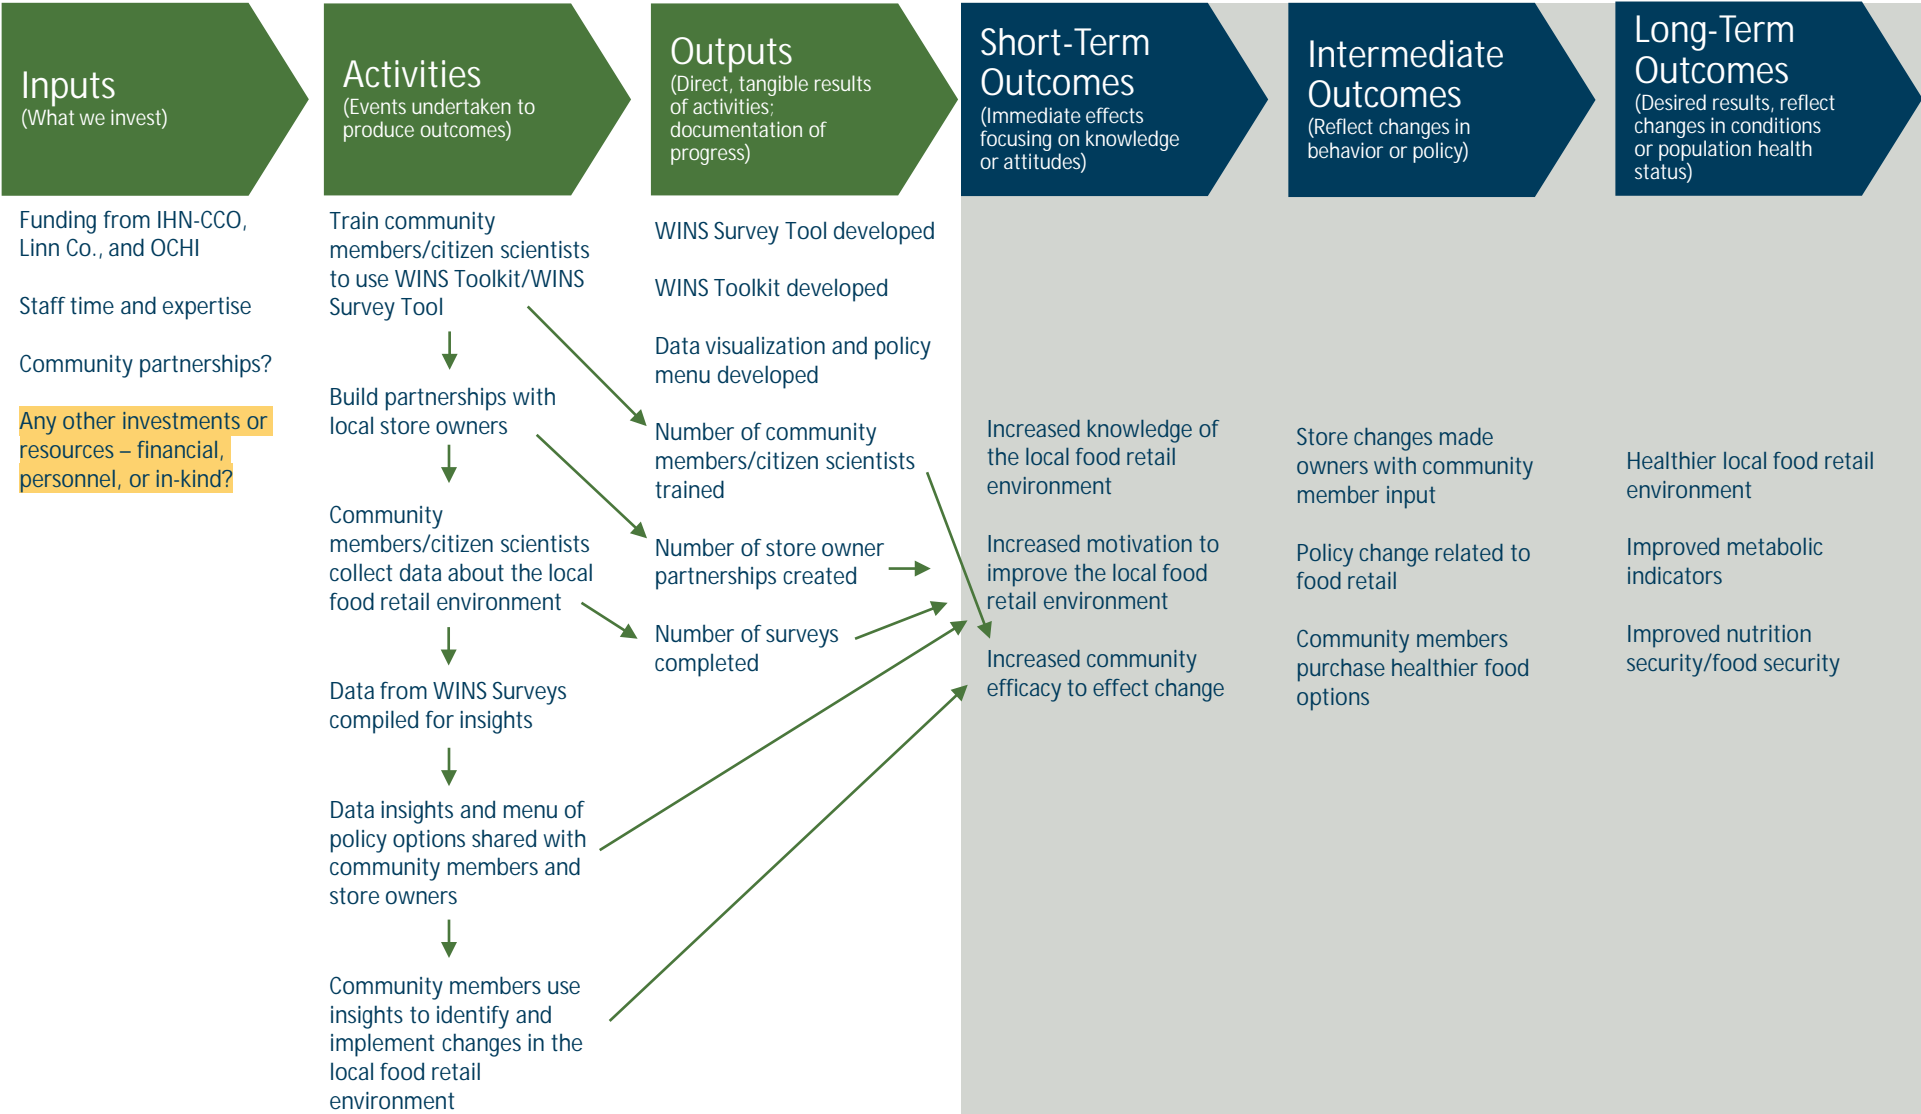 Inputs
(What we invest)
Funding from IHN-CCO,
Linn Co., and OCHI
Staff time and expertise
Community partnerships?
Any other investments or
resources – financial,
personnel, or in-kind?
Activities
(Events undertaken to
produce outcomes)
Train community
members/citizen scientists
to use WINS Toolkit/WINS
Survey Tool
Build partnerships with
local store owners
Community
members/citizen scientists
collect data about the local
food retail environment
Data from WINS Surveys
compiled for insights
Data insights and menu of
policy options shared with
community members and
store owners
Community members use
insights to identify and
implement changes in the
local food retail
environment
Outputs
(Direct, tangible results
of activities;
documentation of
progress)
WINS Survey Tool developed
WINS Toolkit developed
Data visualization and policy
menu developed
Number of community
members/citizen scientists
trained
Number of store owner
partnerships created
Number of surveys
completed
Short-Term
Outcomes
(Immediate effects
focusing on knowledge
or attitudes)
Increased knowledge of
the local food retail
environment
Increased motivation to
improve the local food
retail environment
Increased community
efficacy to effect change
Intermediate
Outcomes
(Reflect changes in
behavior or policy)
Store changes made
owners with community
member input
Policy change related to
food retail
Community members
purchase healthier food
options
Long-Term
Outcomes
(Desired results, reflect
changes in conditions
or population health
status)
Healthier local food retail
environment
Improved metabolic
indicators
Improved nutrition
security/food security